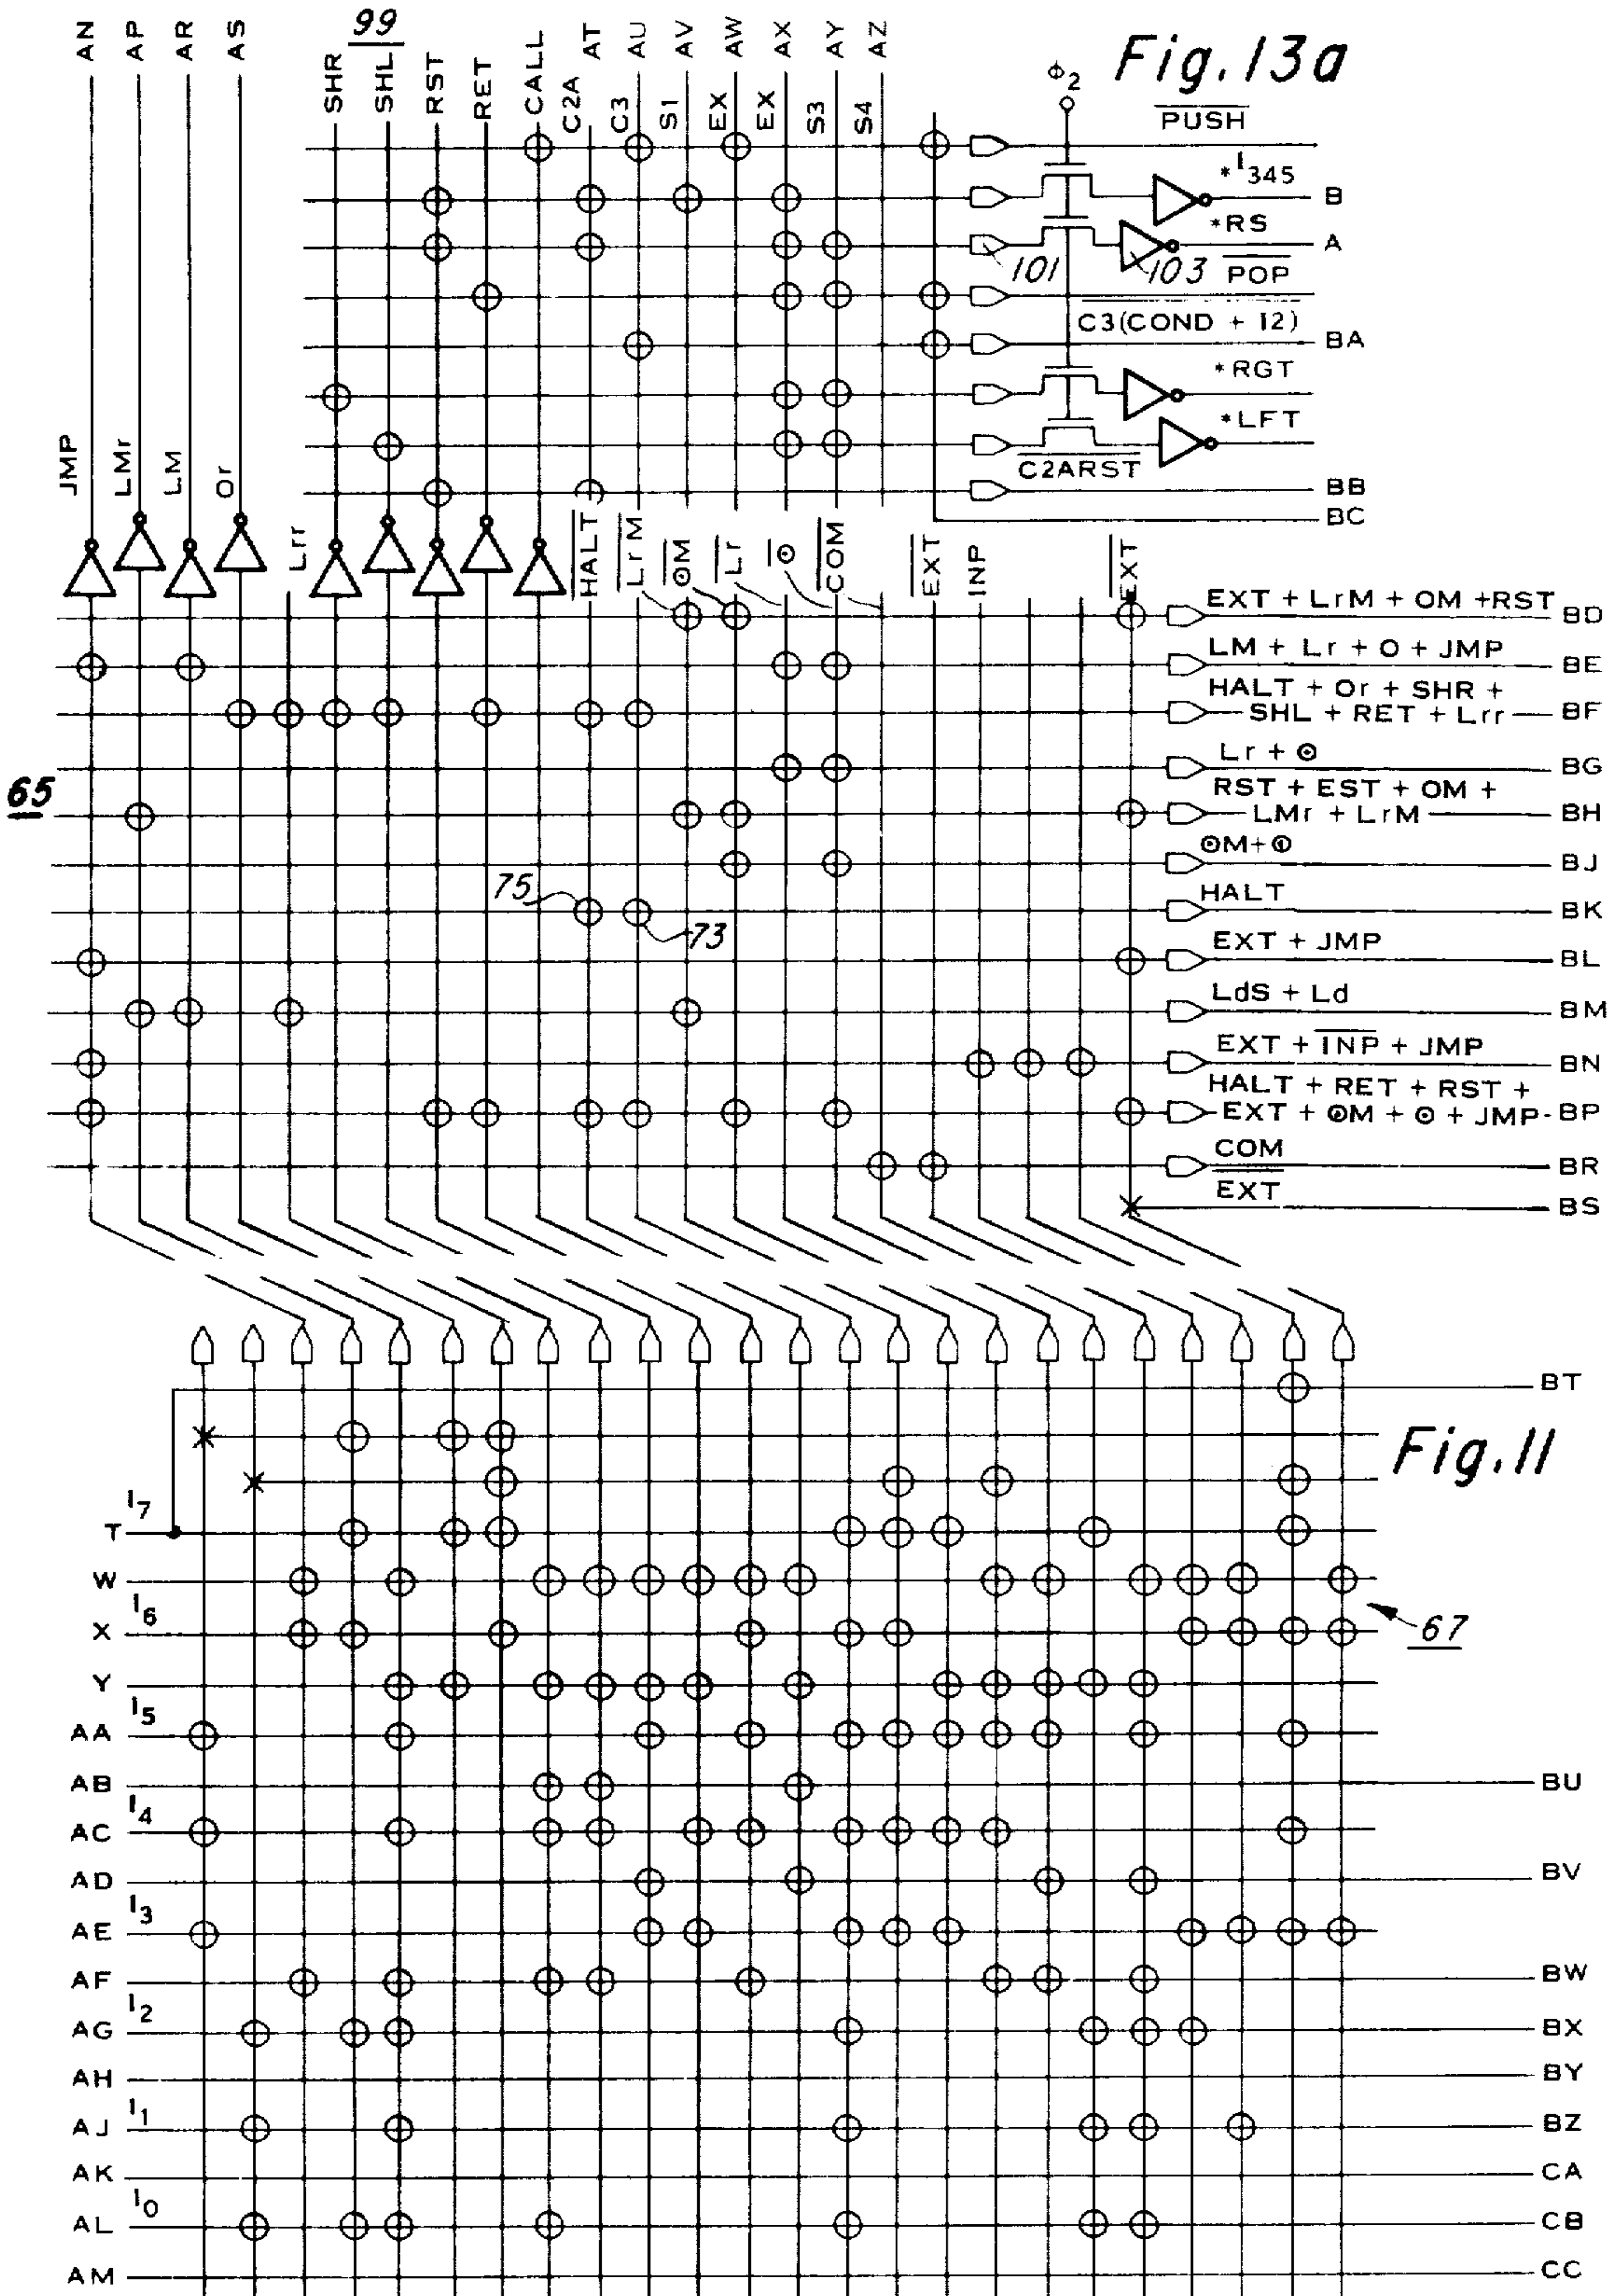 Fig. 13a
AN
AP
AR
AS
99
SHR
SHL
RST
RET
CALL
C2A
AT
C3
AU
S1
AV
EX
AW
EX
AX
S3
AY
S4
AZ
Φ2
PUSH
*I345
B
*RS
A
101
103
POP
C3(COND + I2)
BA
*RGT
*LFT
C2ARST
BB
BC
JMP
LMr
LM
Or
Lrr
HALT
LrM
⊙M
Lr
⊙
COM
EXT
INP
EXT
EXT + LrM + OM +RST
BD
LM + Lr + O + JMP
BE
HALT + Or + SHR +
SHL + RET + Lrr
BF
Lr + ⊙
BG
65
RST + EST + OM +
LMr + LrM
BH
⊙M+⊙
BJ
75
73
HALT
BK
EXT + JMP
BL
LdS + Ld
BM
EXT + INP + JMP
BN
HALT + RET + RST +
EXT + ⊙M + ⊙ + JMP
BP
COM
BR
EXT
BS
BT
Fig. 11
T I7
W
X I6
67
Y
AA I5
AB
BU
AC I4
AD
BV
AE I3
AF
BW
AG I2
BX
AH
BY
AJ I1
BZ
AK
CA
AL I0
CB
AM
CC